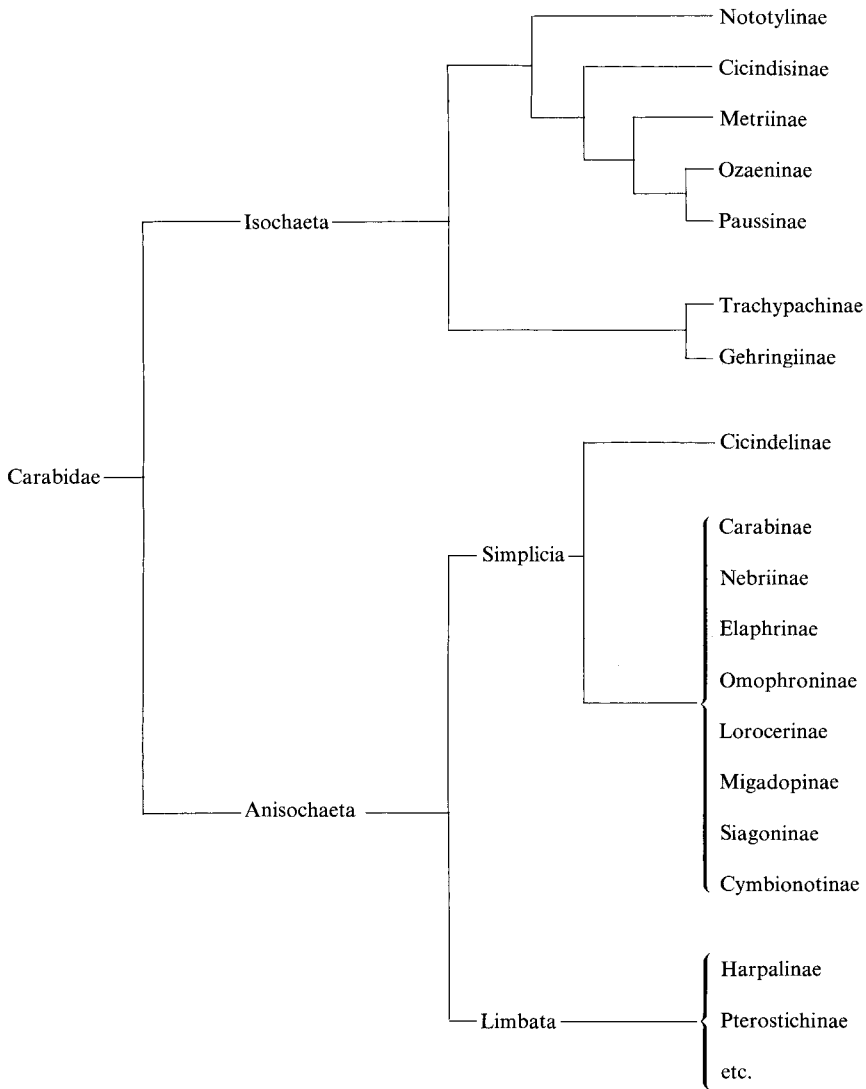 Nototylinae
Cicindisinae
Metriinae
Ozaeninae
Isochaeta
Paussinae
Trachypachinae
Gehringiinae
Cicindelinae
Carabidae
Carabinae
Simplicia
Nebriinae
Elaphrinae
Omophroninae
Lorocerinae
Migadopinae
Anisochaeta
Siagoninae
Cymbionotinae
Harpalinae
Limbata
Pterostichinae
etc.